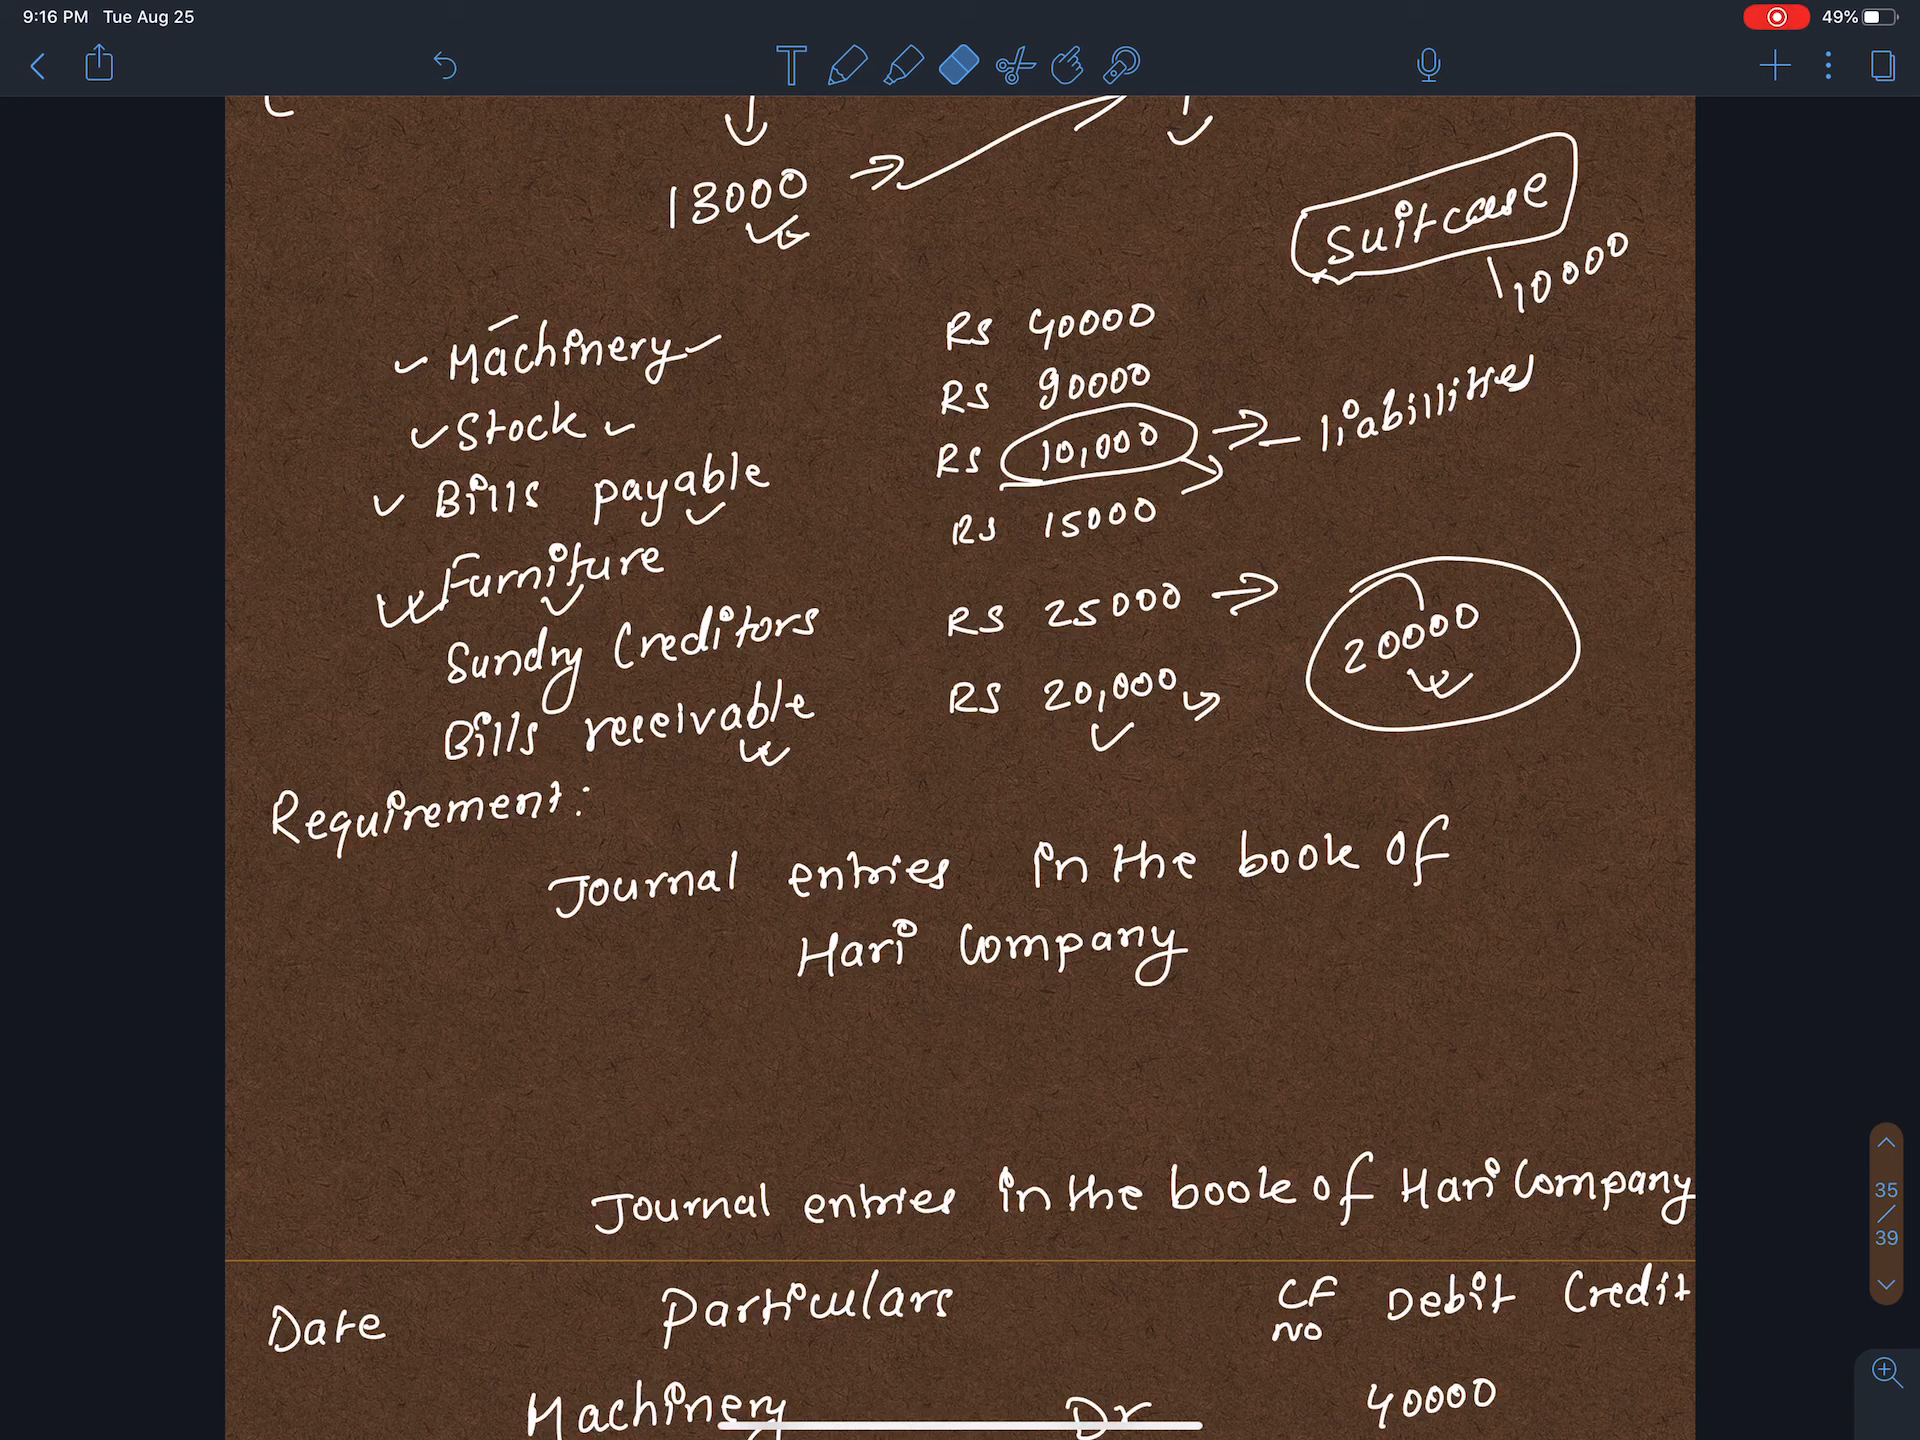 9:16 PM Tue Aug 25
49%
13000
Suitcase
10000
Machinery RS 40000
Stock RS 90000
Bills payable RS 10,000 liabillities
Furniture RS 15000
Sundry Creditors RS 25000 20000
Bills receivable RS 20,000
Requirement:
Journal entries in the book of
Hari Company
Journal entries in the book of Hari Company
35
/
39
Date Particulars CF NO Debit Credit
Machinery Dr 40000